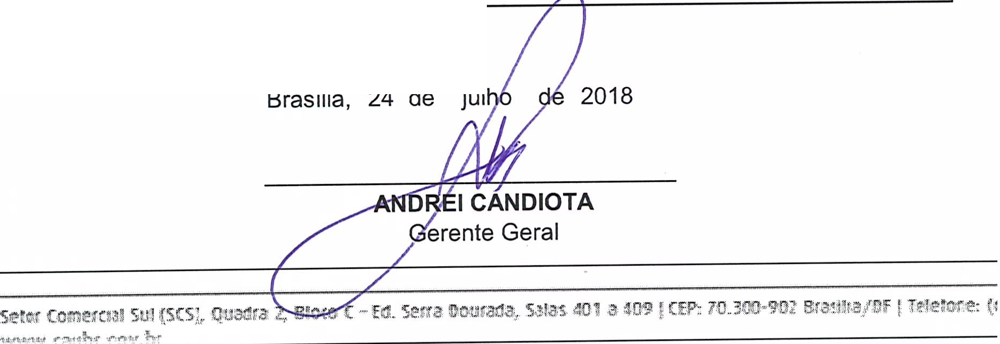 Brasília, 24 de julho de 2018
ANDREI CANDIOTA
Gerente Geral
Setor Comercial Sul (SCS), Quadra 2, Bloco C - Ed. Serra Dourada, Salas 401 a 409 | CEP: 70.300-902 Brasília/DF | Telefone: (
www.caubr.gov.br